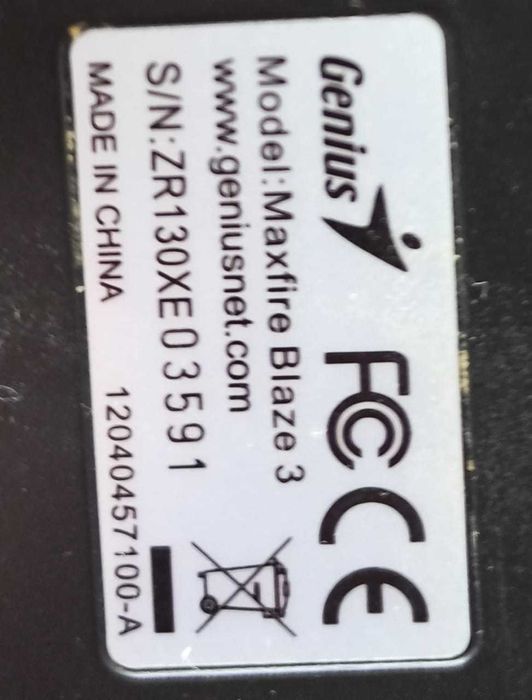 Genius FC CE
Model:Maxfire Blaze 3
www.geniusnet.com
S/N:ZR130XE03591
MADE IN CHINA 12040457100-A